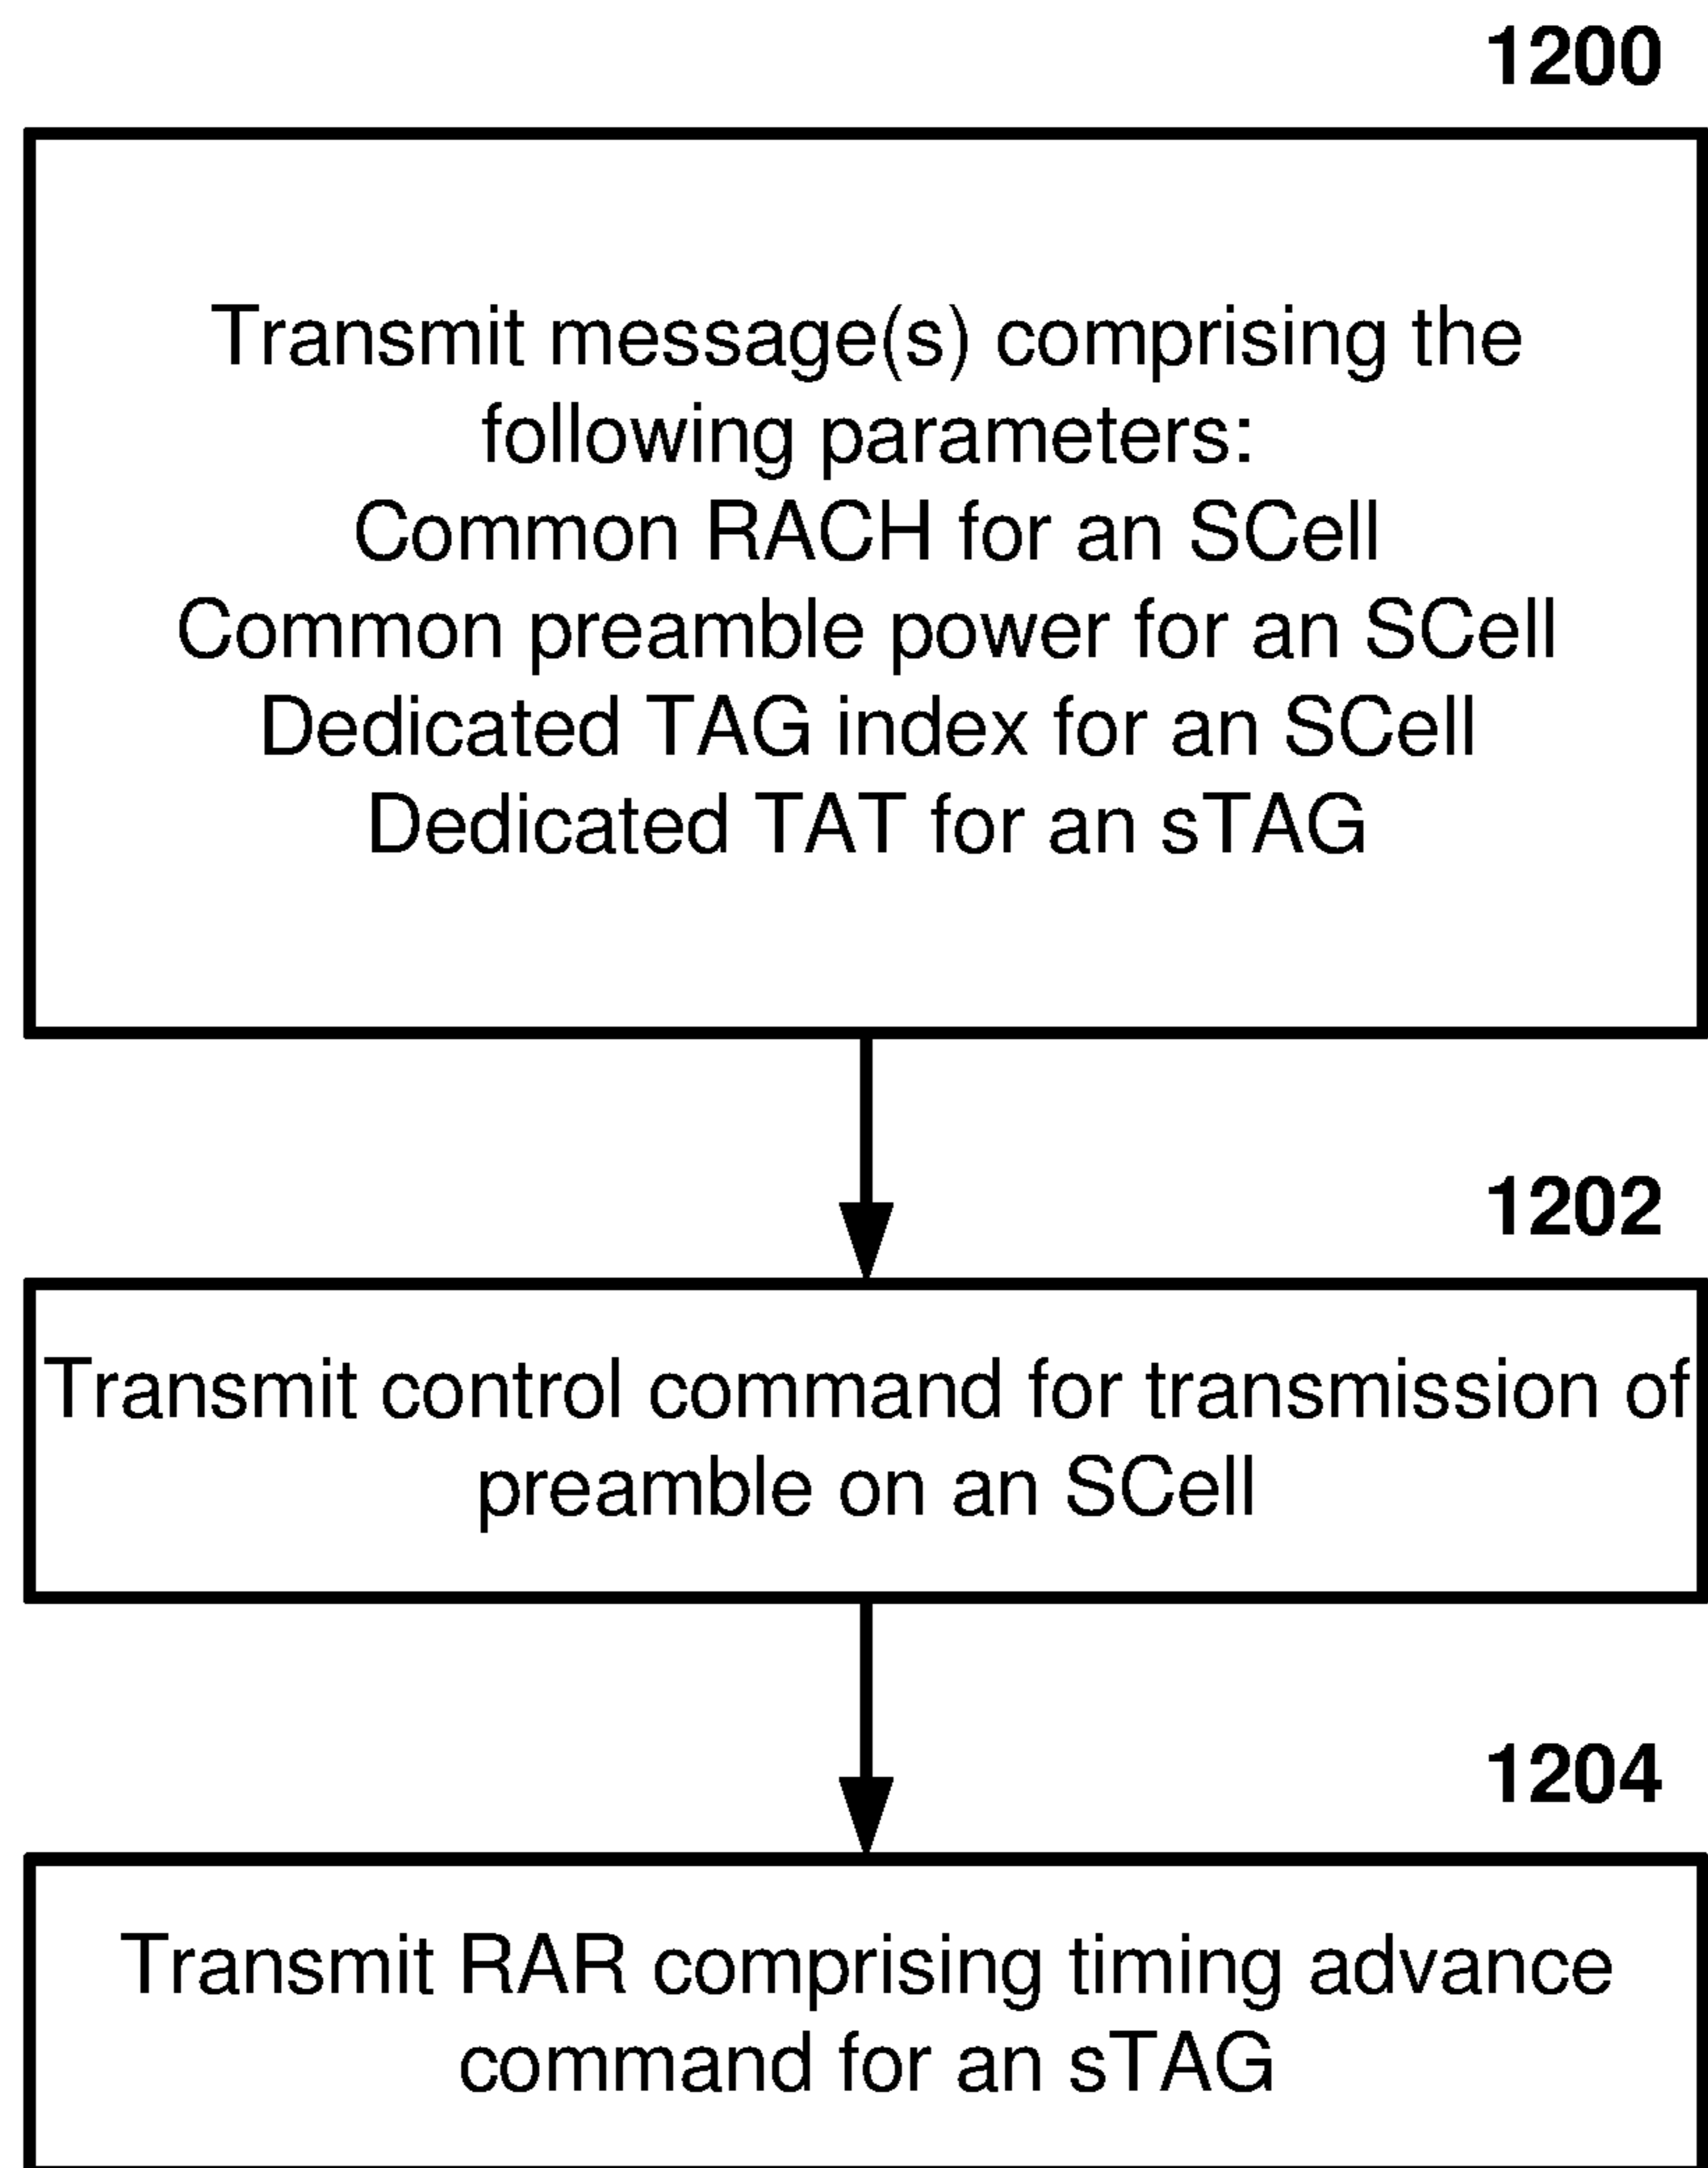 1200
Transmit message(s) comprising the
following parameters:
Common RACH for an SCell
Common preamble power for an SCell
Dedicated TAG index for an SCell
Dedicated TAT for an sTAG
1202
Transmit control command for transmission of
preamble on an SCell
1204
Transmit RAR comprising timing advance
command for an sTAG